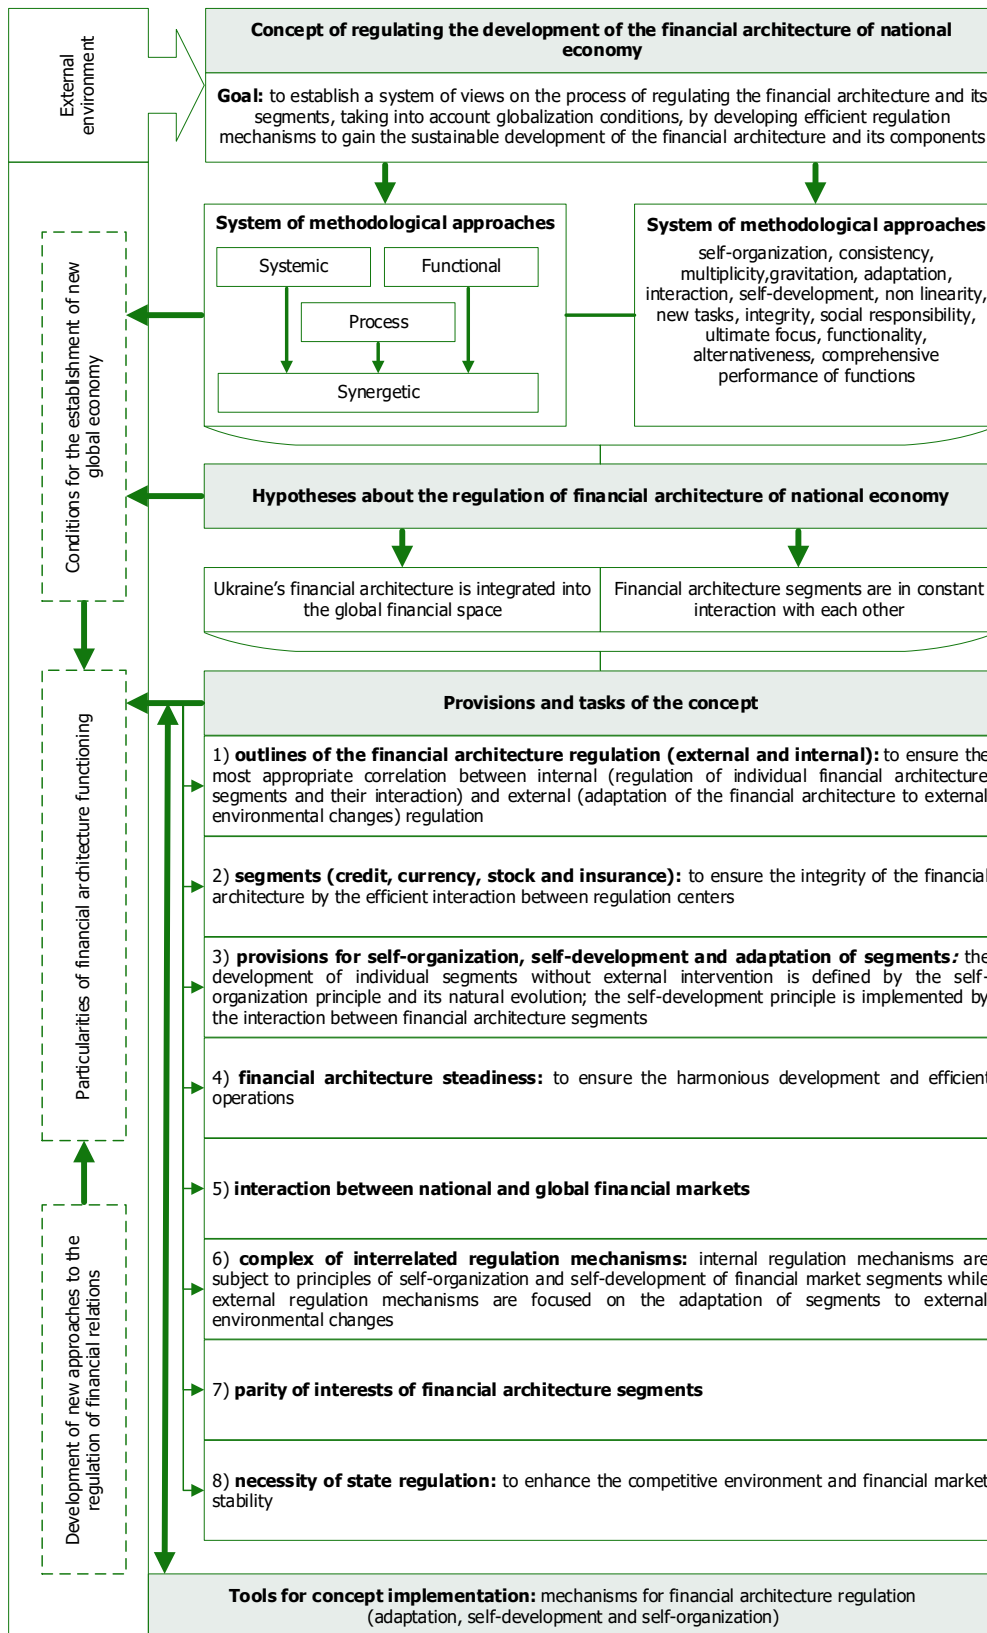 External
environment
Concept of regulating the development of the financial architecture of national
economy
Goal: to establish a system of views on the process of regulating the financial architecture and its
segments, taking into account globalization conditions, by developing efficient regulation
mechanisms to gain the sustainable development of the financial architecture and its components
Conditions for the establishment of new
global economy
System of methodological approaches
Systemic
Functional
Process
Synergetic
System of methodological approaches
self-organization, consistency,
multiplicity,gravitation, adaptation,
interaction, self-development, non linearity,
new tasks, integrity, social responsibility,
ultimate focus, functionality,
alternativeness, comprehensive
performance of functions
Hypotheses about the regulation of financial architecture of national economy
Ukraine’s financial architecture is integrated into
the global financial space
Financial architecture segments are in constant
interaction with each other
Particularities of financial architecture functioning
Provisions and tasks of the concept
1) outlines of the financial architecture regulation (external and internal): to ensure the
most appropriate correlation between internal (regulation of individual financial architecture
segments and their interaction) and external (adaptation of the financial architecture to external
environmental changes) regulation
2) segments (credit, currency, stock and insurance): to ensure the integrity of the financial
architecture by the efficient interaction between regulation centers
3) provisions for self-organization, self-development and adaptation of segments: the
development of individual segments without external intervention is defined by the self-
organization principle and its natural evolution; the self-development principle is implemented by
the interaction between financial architecture segments
4) financial architecture steadiness: to ensure the harmonious development and efficient
operations
5) interaction between national and global financial markets
Development of new approaches to the
regulation of financial relations
6) complex of interrelated regulation mechanisms: internal regulation mechanisms are
subject to principles of self-organization and self-development of financial market segments while
external regulation mechanisms are focused on the adaptation of segments to external
environmental changes
7) parity of interests of financial architecture segments
8) necessity of state regulation: to enhance the competitive environment and financial market
stability
Tools for concept implementation: mechanisms for financial architecture regulation
(adaptation, self-development and self-organization)